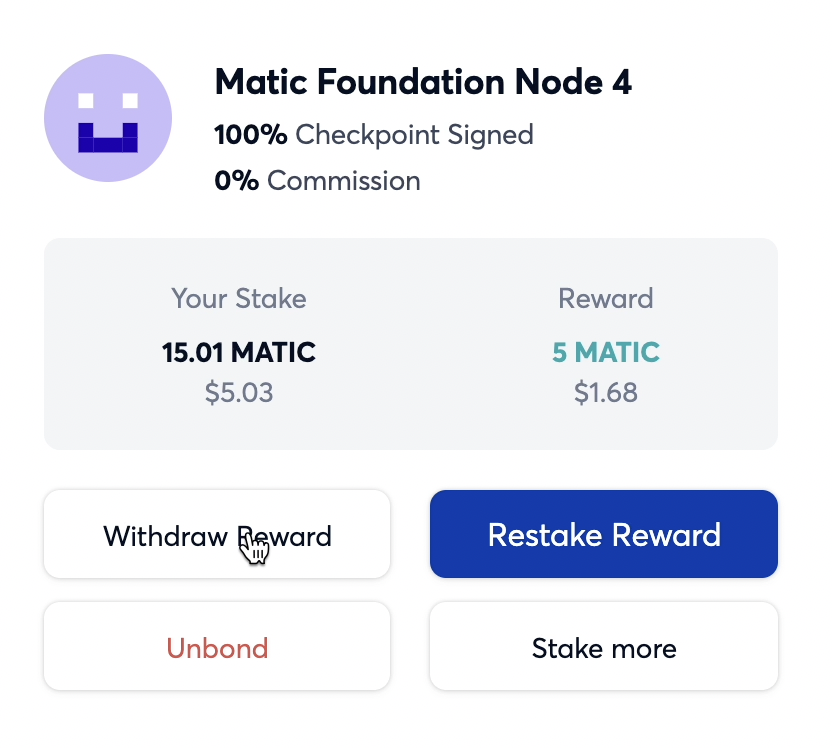 Matic Foundation Node 4
100% Checkpoint Signed
0% Commission
Your Stake
15.01 MATIC
$5.03
Reward
5 MATIC
$1.68
Withdraw Reward
Restake Reward
Unbond
Stake more